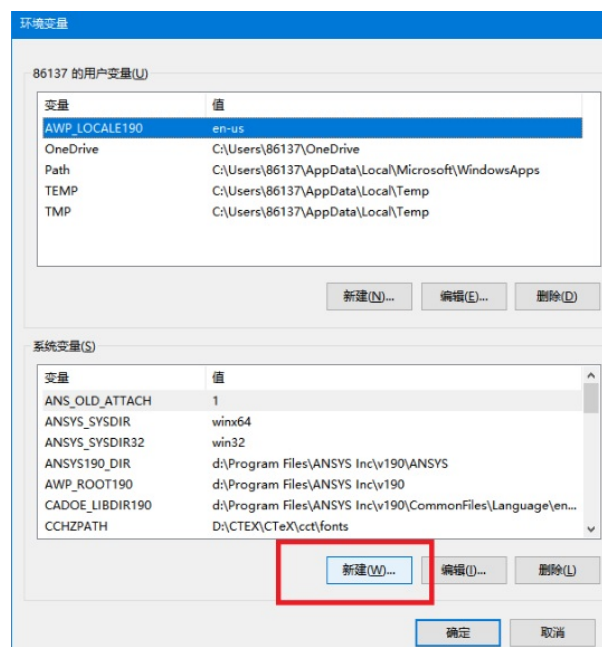 环境变量
86137 的用户变量(U)
变量 值
AWP_LOCALE190 en-us
OneDrive C:\Users\86137\OneDrive
Path C:\Users\86137\AppData\Local\Microsoft\WindowsApps
TEMP C:\Users\86137\AppData\Local\Temp
TMP C:\Users\86137\AppData\Local\Temp
新建(N)... 编辑(E)... 删除(D)
系统变量(S)
变量 值
ANS_OLD_ATTACH 1
ANSYS_SYSDIR winx64
ANSYS_SYSDIR32 win32
ANSYS190_DIR d:\Program Files\ANSYS Inc\v190\ANSYS
AWP_ROOT190 d:\Program Files\ANSYS Inc\v190
CADOE_LIBDIR190 d:\Program Files\ANSYS Inc\v190\CommonFiles\Language\en...
CCHZPATH D:\CTEX\CTeX\cct\fonts
新建(W)... 编辑(I)... 删除(L)
确定 取消